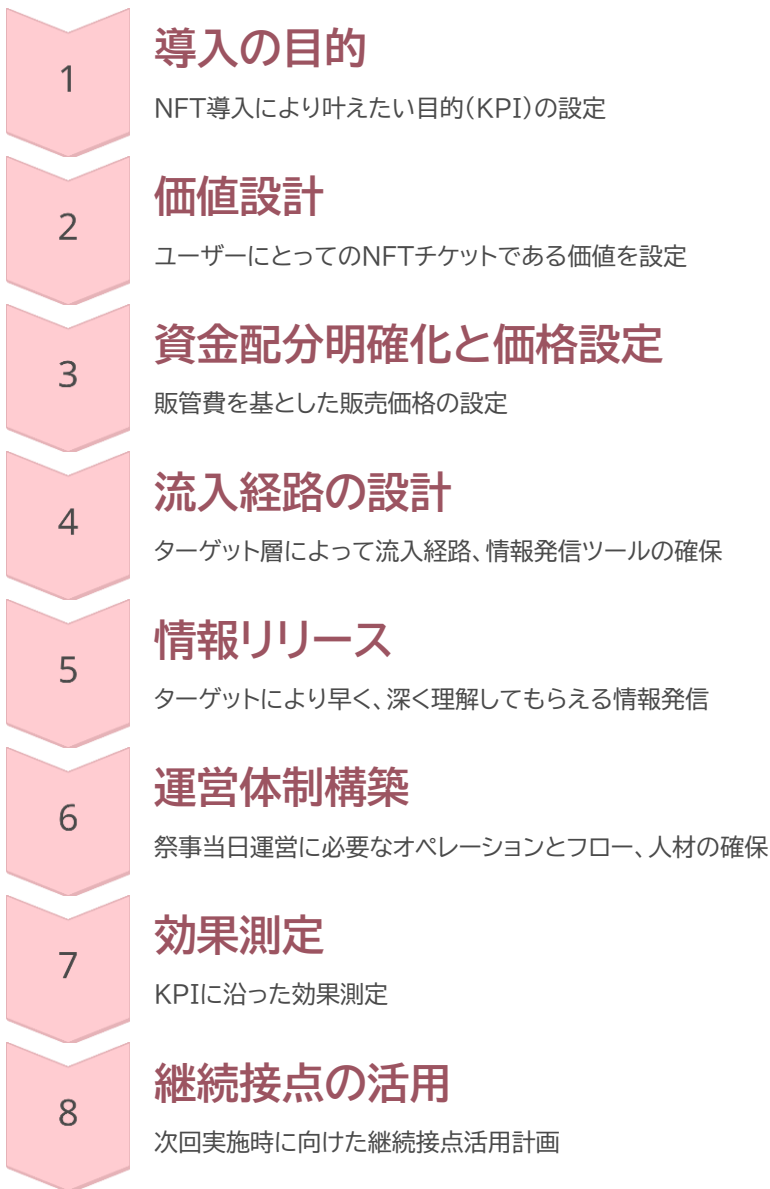 1
導入の目的
NFT導入により叶えたい目的(KPI)の設定
2
価値設計
ユーザーにとってのNFTチケットである価値を設定
3
資金配分明確化と価格設定
販管費を基とした販売価格の設定
4
流入経路の設計
ターゲット層によって流入経路、情報発信ツールの確保
5
情報リリース
ターゲットにより早く、深く理解してもらえる情報発信
6
運営体制構築
祭事当日運営に必要なオペレーションとフロー、人材の確保
7
効果測定
KPIに沿った効果測定
8
継続接点の活用
次回実施時に向けた継続接点活用計画